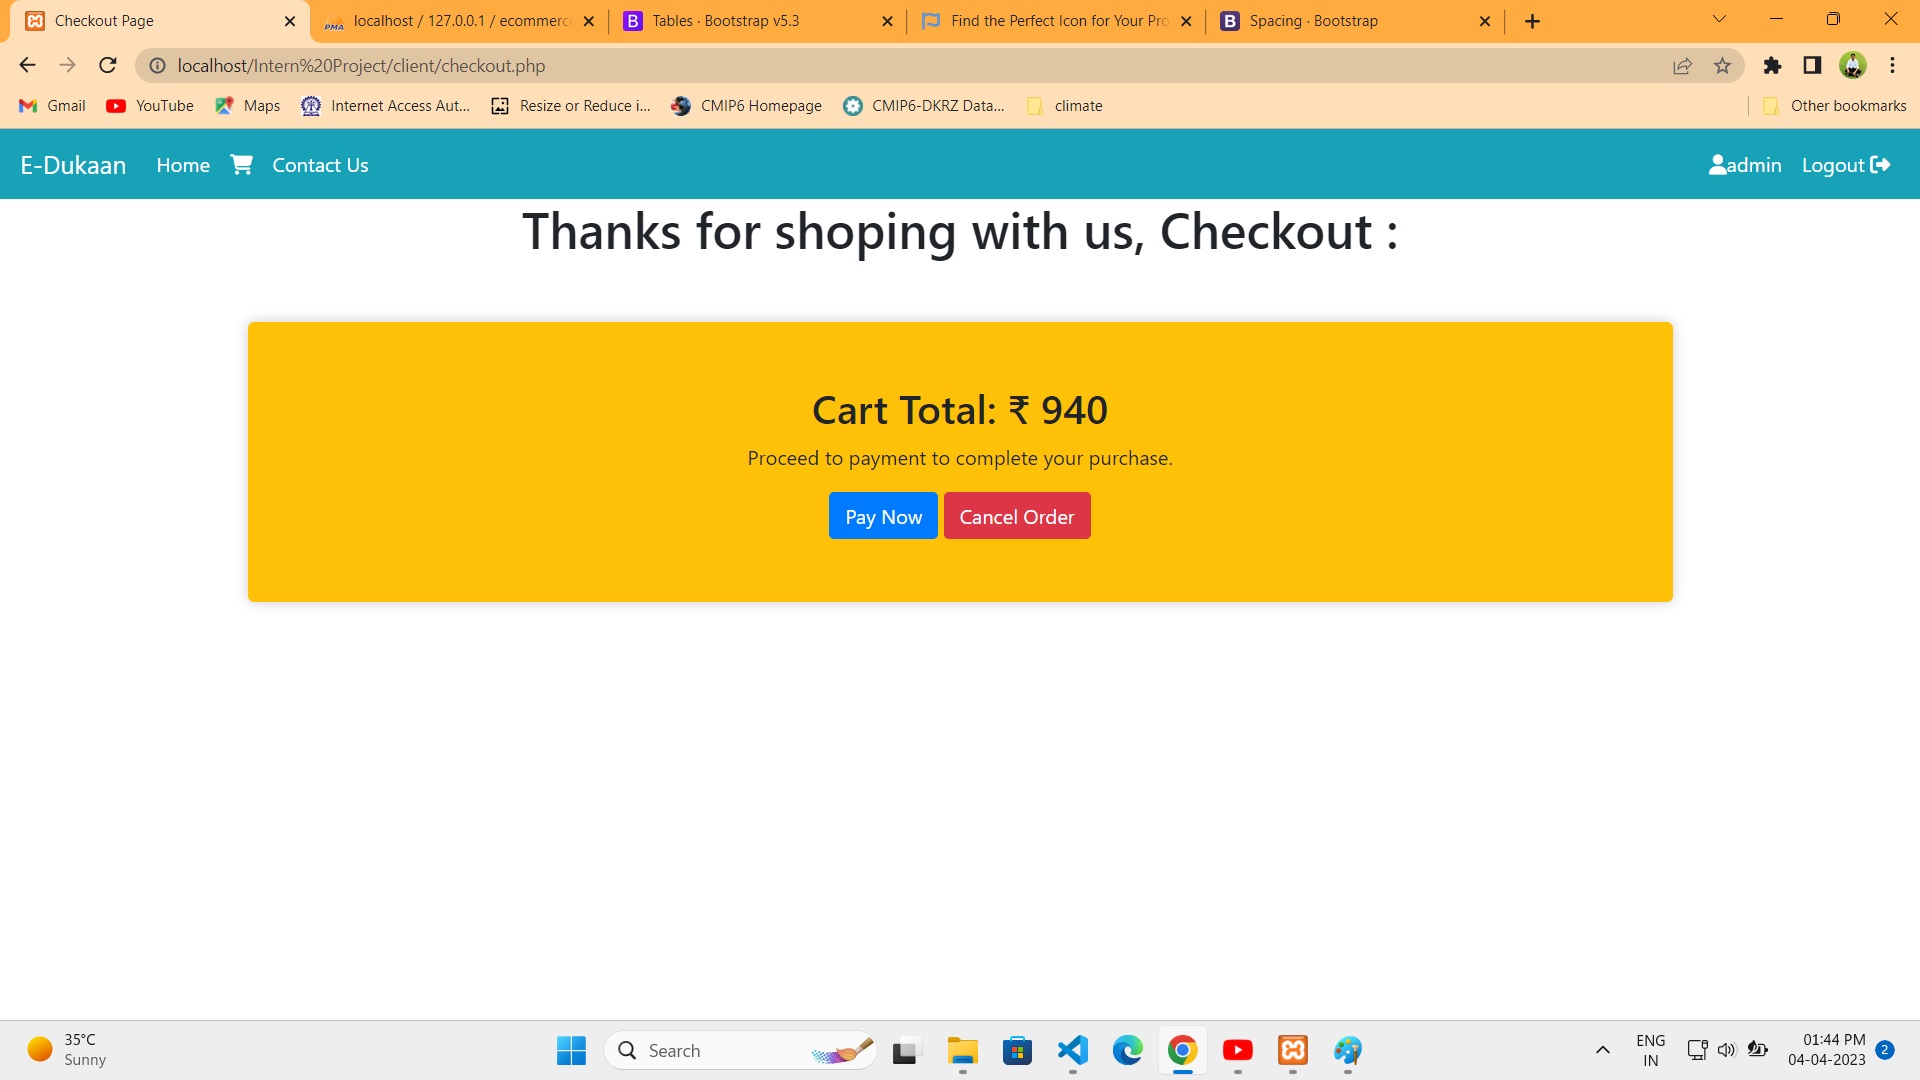 Checkout Page
localhost / 127.0.0.1 / ecommerc
Tables · Bootstrap v5.3
Find the Perfect Icon for Your Pro
Spacing · Bootstrap
localhost/Intern%20Project/client/checkout.php
Gmail
YouTube
Maps
Internet Access Aut...
Resize or Reduce i...
CMIP6 Homepage
CMIP6-DKRZ Data...
climate
Other bookmarks
E-Dukaan
Home
Contact Us
admin
Logout
Thanks for shoping with us, Checkout :
Cart Total: ₹ 940
Proceed to payment to complete your purchase.
Pay Now
Cancel Order
35°C
Sunny
Search
ENG
IN
01:44 PM
04-04-2023
2